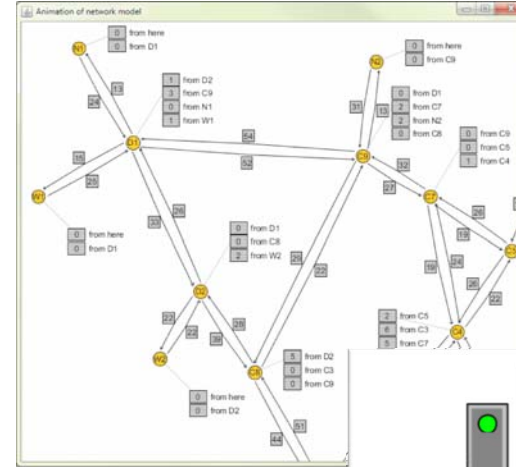 Animation of network model
N1
0 from here
0 from D1
N2
0 from here
0 from C9
1 from D2
3 from C9
0 from N1
1 from W1
0 from D1
2 from C7
2 from N2
0 from C8
0 from C9
0 from C5
1 from C4
13
24
31
13
D1
54
52
C9
32
27
C7
15
25
W1
0 from here
0 from D1
33
26
0 from D1
0 from C8
2 from W2
29
22
19
24
26
19
26
22
D2
2 from C5
6 from C3
5 from C7
C4
22
22
W2
39
28
5 from D2
0 from C3
0 from C9
C8
0 from here
0 from D2
44
51